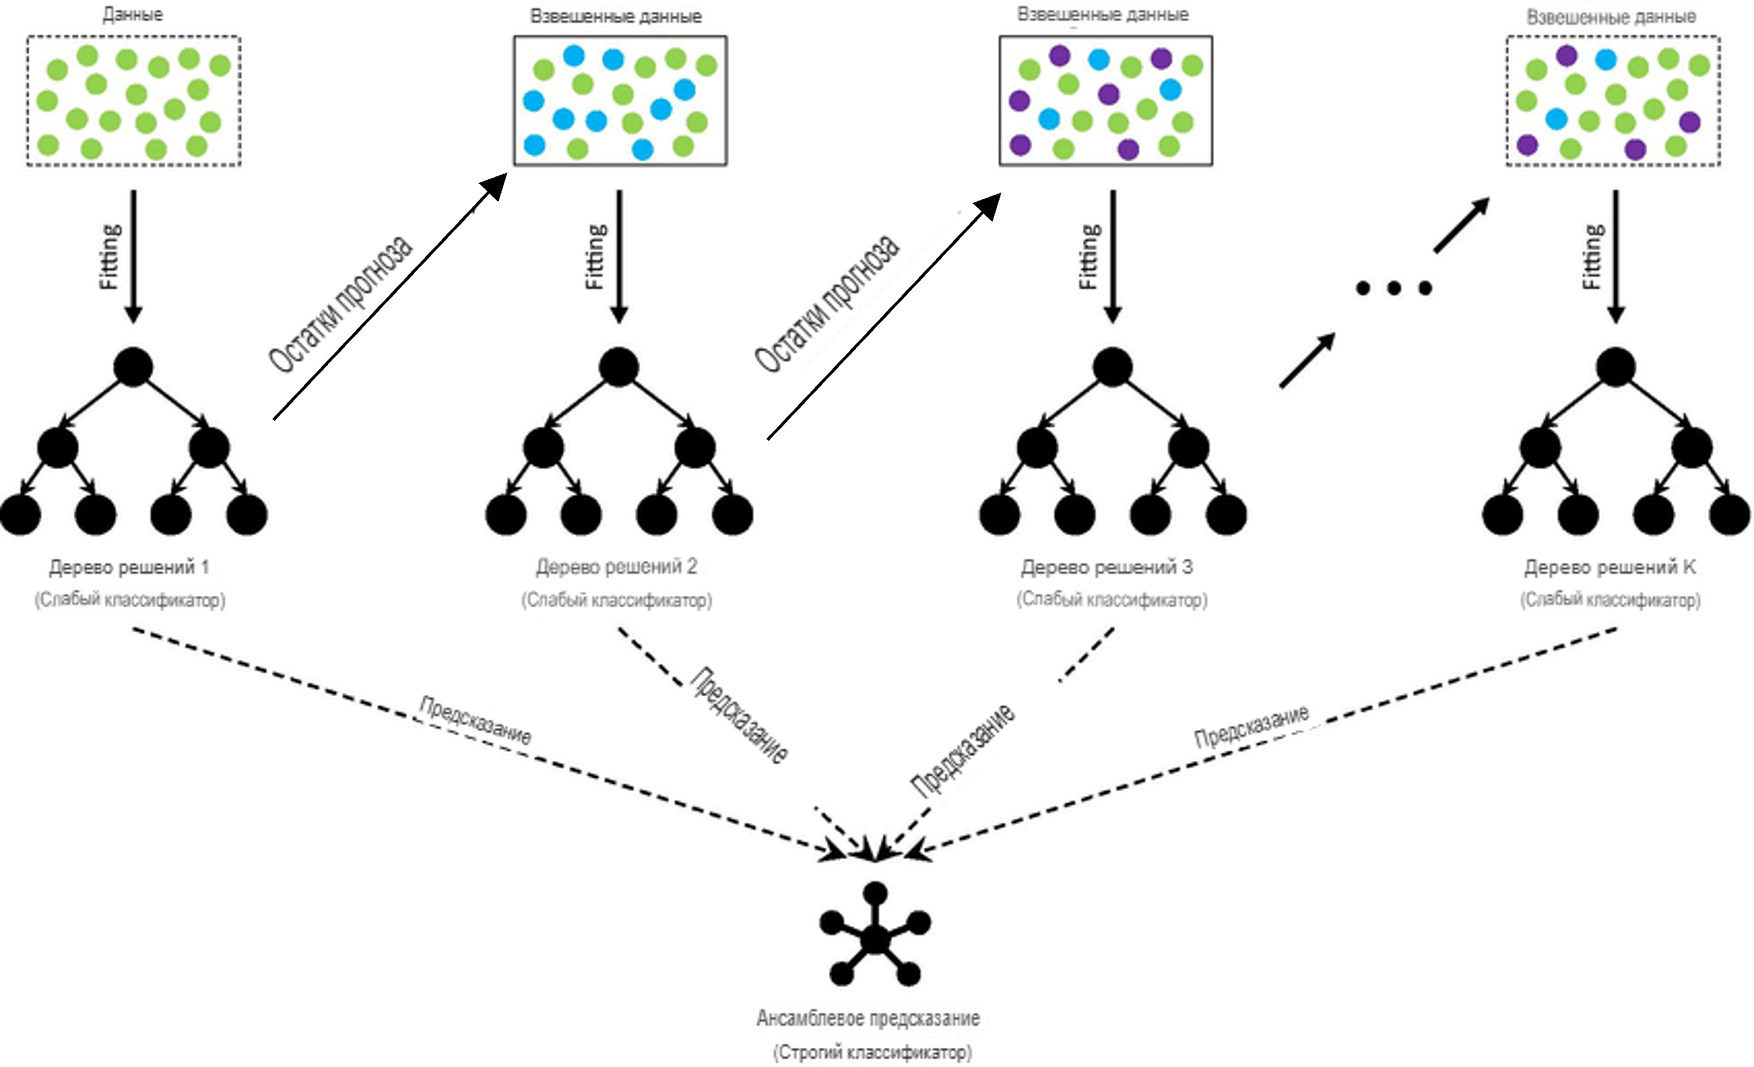 Данные
Взвешенные данные
Взвешенные данные
Взвешенные данные
Fitting
Остатки прогноза
Fitting
Остатки прогноза
Fitting
Fitting
Дерево решений 1
(Слабый классификатор)
Дерево решений 2
(Слабый классификатор)
Дерево решений 3
(Слабый классификатор)
Дерево решений K
(Слабый классификатор)
Предсказание
Предсказание
Предсказание
Предсказание
Ансамблевое предсказание
(Строгий классификатор)